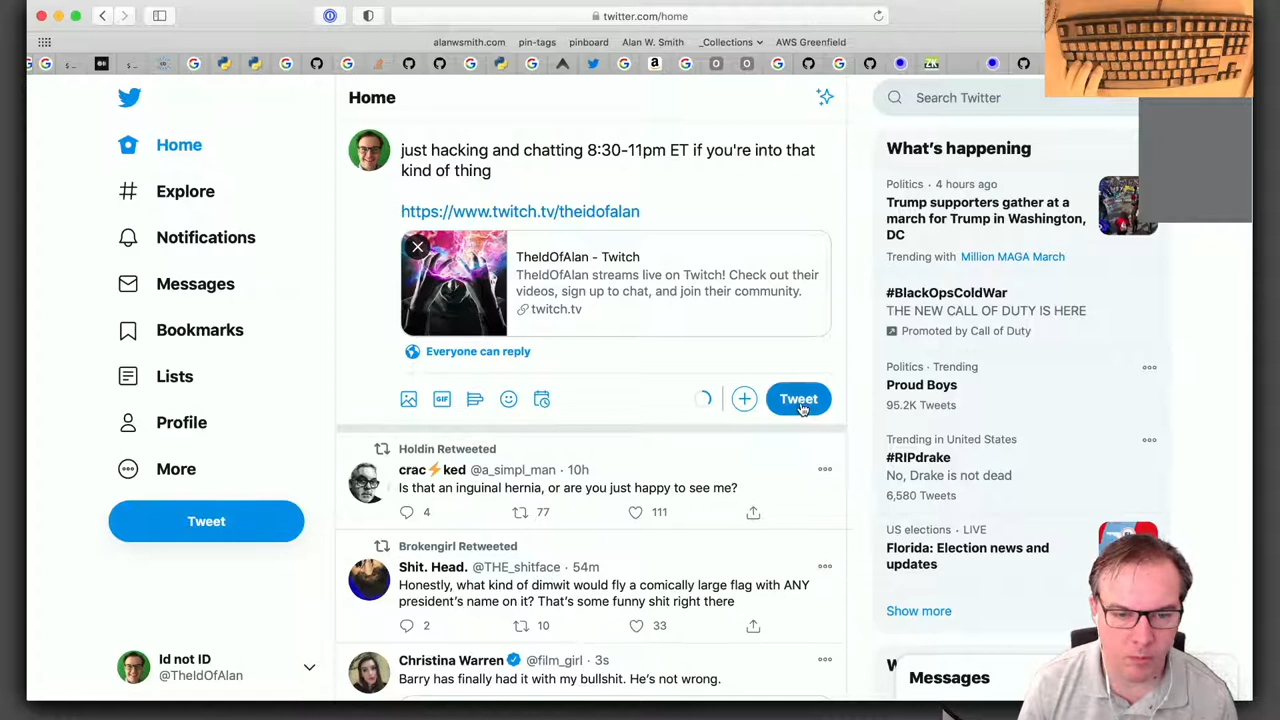 twitter.com/home
alanwsmith.com
pin-tags
pinboard
Alan W. Smith
_Collections
AWS Greenfield
Home
Explore
Notifications
Messages
Bookmarks
Lists
Profile
More
Tweet
Id not ID
@TheIdOfAlan
Home
just hacking and chatting 8:30-11pm ET if you're into that
kind of thing
https://www.twitch.tv/theidofalan
TheIdOfAlan - Twitch
TheIdOfAlan streams live on Twitch! Check out their
videos, sign up to chat, and join their community.
twitch.tv
Everyone can reply
GIF
Tweet
Holdin Retweeted
crac⚡ked @a_simpl_man · 10h
Is that an inguinal hernia, or are you just happy to see me?
4 77 111
Brokengirl Retweeted
Shit. Head. @THE_shitface · 54m
Honestly, what kind of dimwit would fly a comically large flag with ANY
president's name on it? That's some funny shit right there
2 10 33
Christina Warren @film_girl · 3s
Barry has finally had it with my bullshit. He's not wrong.
Search Twitter
What's happening
Politics · 4 hours ago
Trump supporters gather at a
march for Trump in Washington,
DC
Trending with Million MAGA March
#BlackOpsColdWar
THE NEW CALL OF DUTY IS HERE
Promoted by Call of Duty
Politics · Trending
Proud Boys
95.2K Tweets
Trending in United States
#RIPdrake
No, Drake is not dead
6,580 Tweets
US elections · LIVE
Florida: Election news and
updates
Show more
Messages